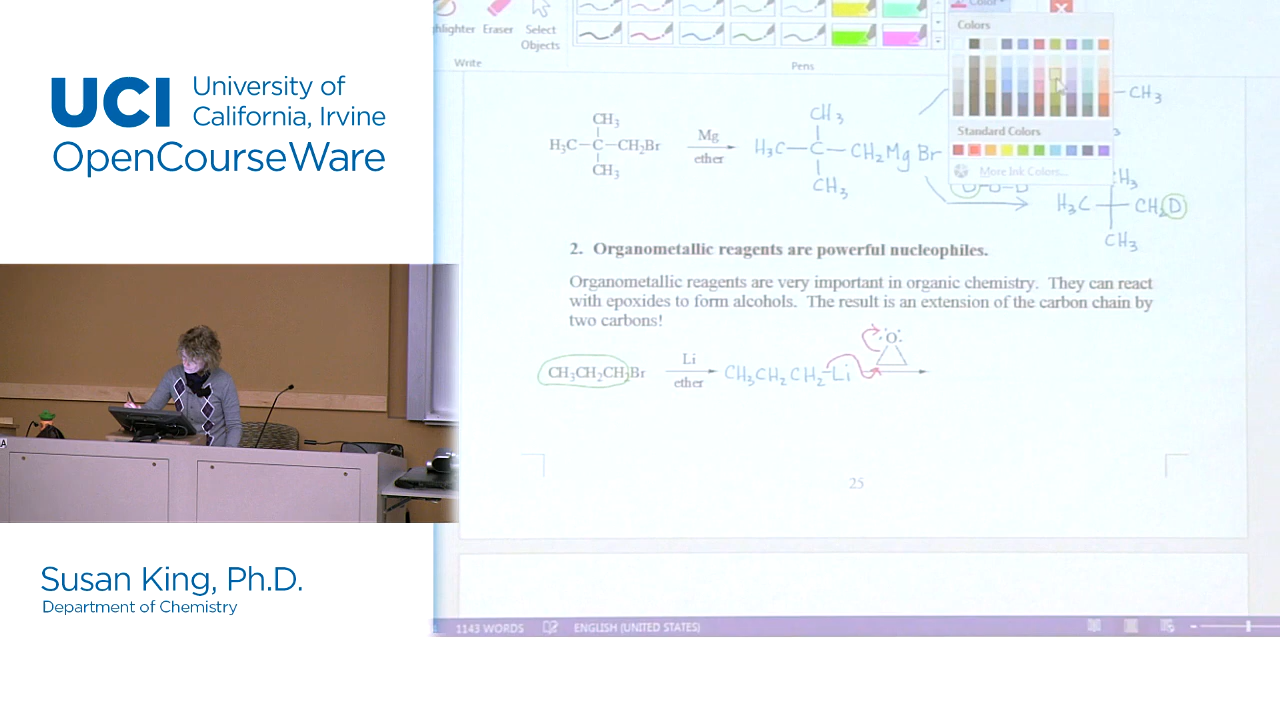 UCI University of California, Irvine
OpenCourseWare
Eraser
Select Objects
Write
Pens
Color
Colors
Standard Colors
More Ink Colors...
CH3
H3C—C—CH2Br
CH3
Mg
ether
CH3
H3C—C—CH2MgBr
CH3
—CH3
D—O—D
H3C CH2D
CH3
2. Organometallic reagents are powerful nucleophiles.
Organometallic reagents are very important in organic chemistry. They can react
with epoxides to form alcohols. The result is an extension of the carbon chain by
two carbons!
CH3CH2CH2Br
Li
ether
CH3CH2CH2—Li
:O:
25
1143 WORDS ENGLISH (UNITED STATES)
A
Susan King, Ph.D.
Department of Chemistry